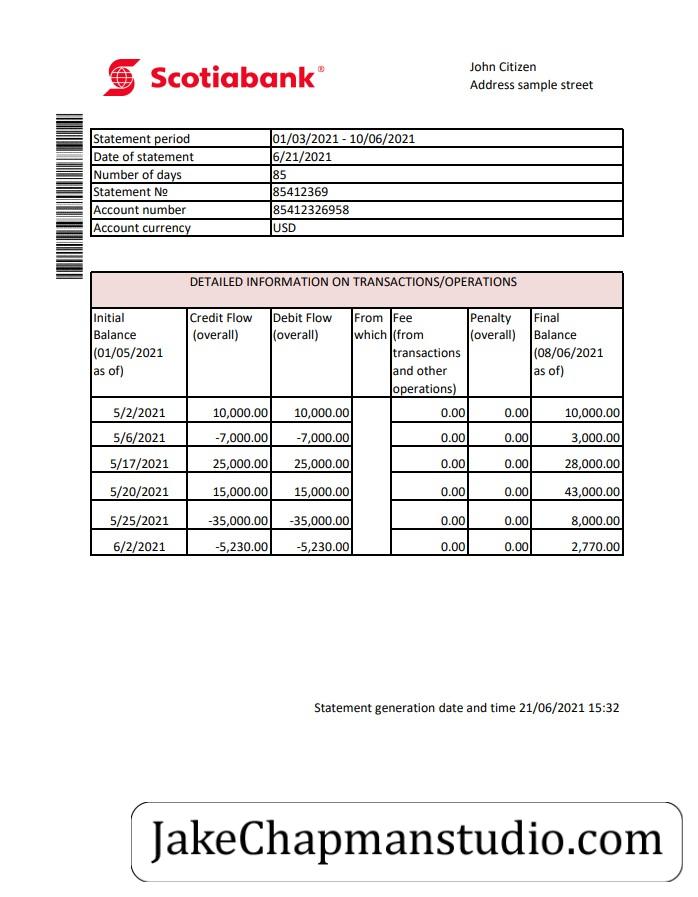 Scotiabank®
John Citizen
Address sample street
Statement period 01/03/2021 - 10/06/2021
Date of statement 6/21/2021
Number of days 85
Statement № 85412369
Account number 85412326958
Account currency USD
DETAILED INFORMATION ON TRANSACTIONS/OPERATIONS
Initial Balance (01/05/2021 as of) Credit Flow (overall) Debit Flow (overall) From which Fee (from transactions and other operations) Penalty (overall) Final Balance (08/06/2021 as of)
5/2/2021 10,000.00 10,000.00 0.00 0.00 10,000.00
5/6/2021 -7,000.00 -7,000.00 0.00 0.00 3,000.00
5/17/2021 25,000.00 25,000.00 0.00 0.00 28,000.00
5/20/2021 15,000.00 15,000.00 0.00 0.00 43,000.00
5/25/2021 -35,000.00 -35,000.00 0.00 0.00 8,000.00
6/2/2021 -5,230.00 -5,230.00 0.00 0.00 2,770.00
Statement generation date and time 21/06/2021 15:32
JakeChapmanstudio.com